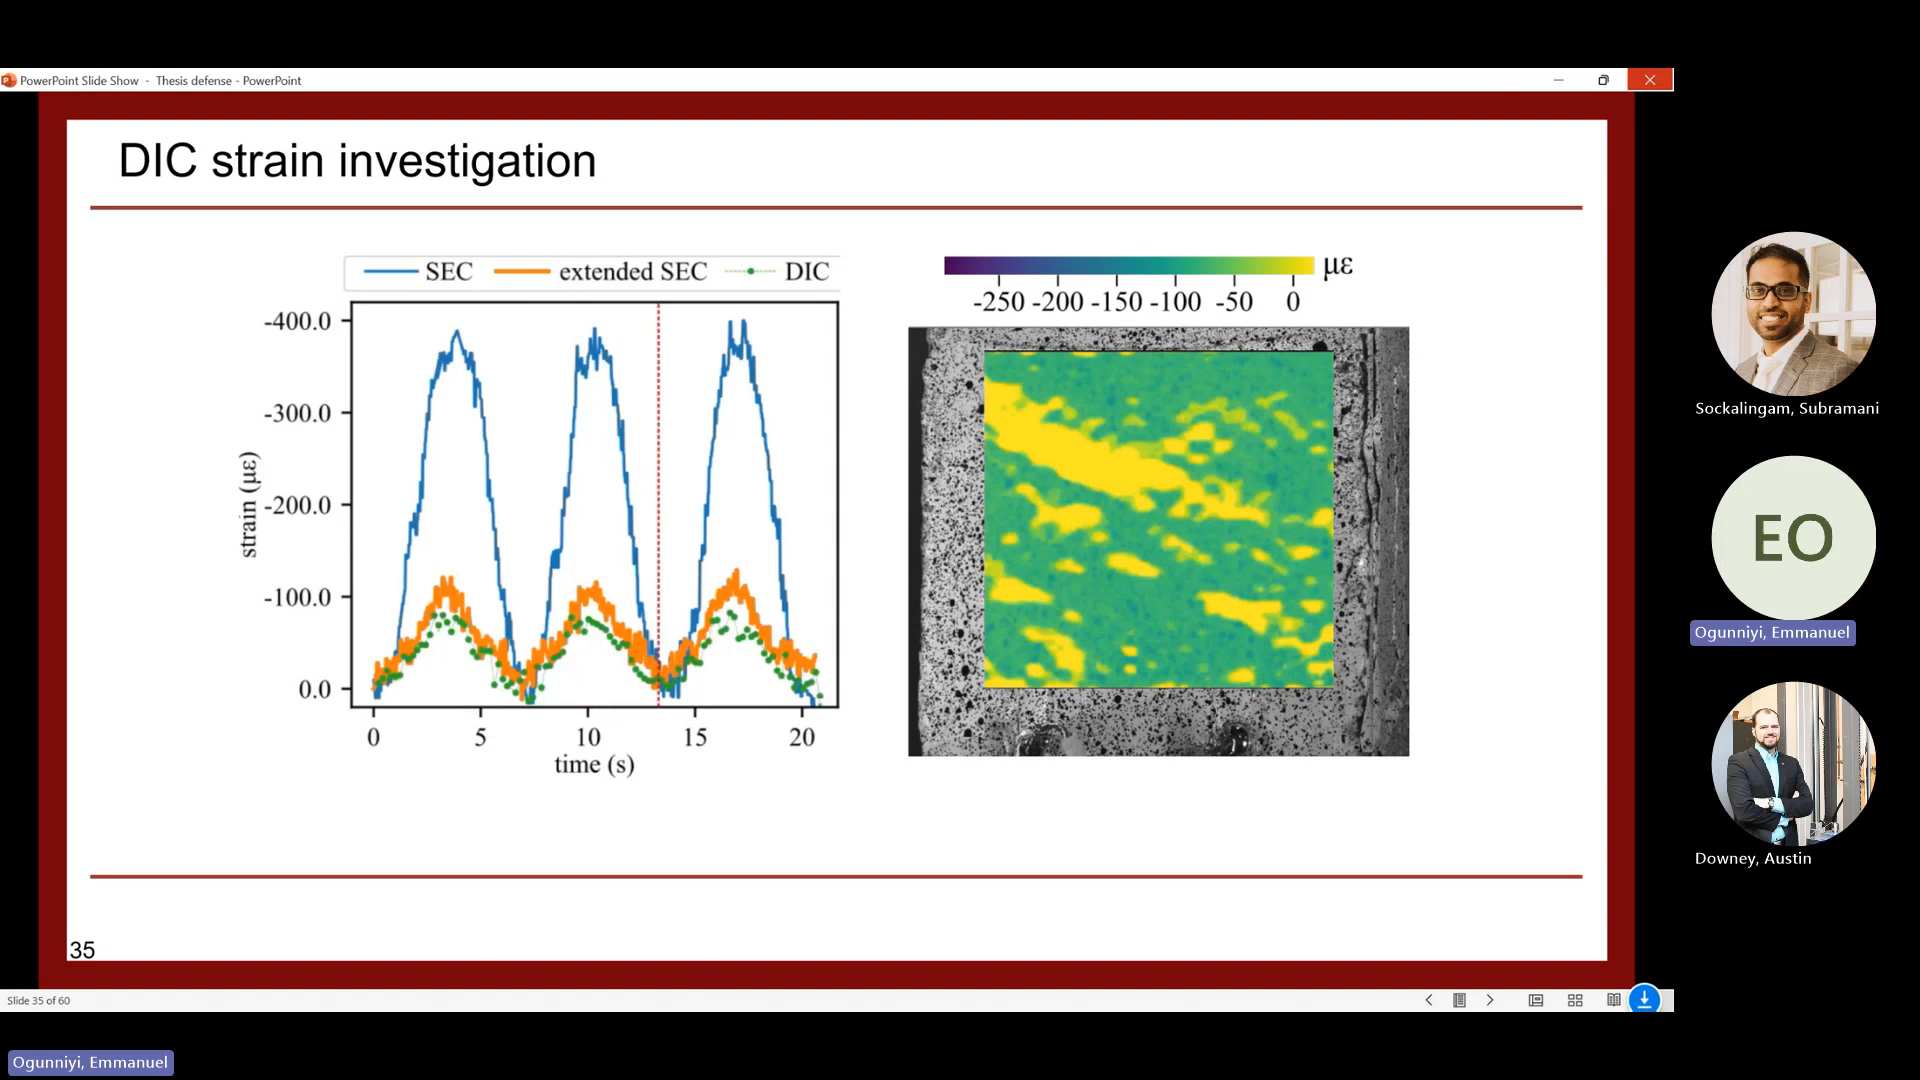 PowerPoint Slide Show - Thesis defense - PowerPoint
DIC strain investigation
SEC extended SEC DIC
-400.0
-300.0
-200.0
-100.0
0.0
strain (με)
0 5 10 15 20
time (s)
με
-250 -200 -150 -100 -50 0
35
Slide 35 of 60
Sockalingam, Subramani
EO
Ogunniyi, Emmanuel
Downey, Austin
Ogunniyi, Emmanuel